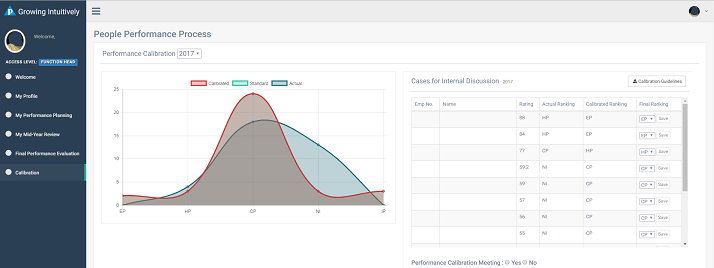 Growing Intuitively
Welcome,
ACCESS LEVEL: FUNCTION HEAD
Welcome
My Profile
My Performance Planning
My Mid-Year Review
Final Performance Evaluation
Calibration
People Performance Process
Performance Calibration 2017
Calibrated Standard Actual
25
20
15
10
5
0
EP HP CP NI IP
Cases for Internal Discussion 2017
Calibration Guidelines
Emp No. Name Rating Actual Ranking Calibrated Ranking Final Ranking
88 HP EP EP Save
84 HP EP EP Save
77 CP HP HP Save
59.2 NI CP CP Save
59 NI CP CP Save
57 NI CP CP Save
56 NI CP CP Save
55 NI CP CP Save
Performance Calibration Meeting : Yes No